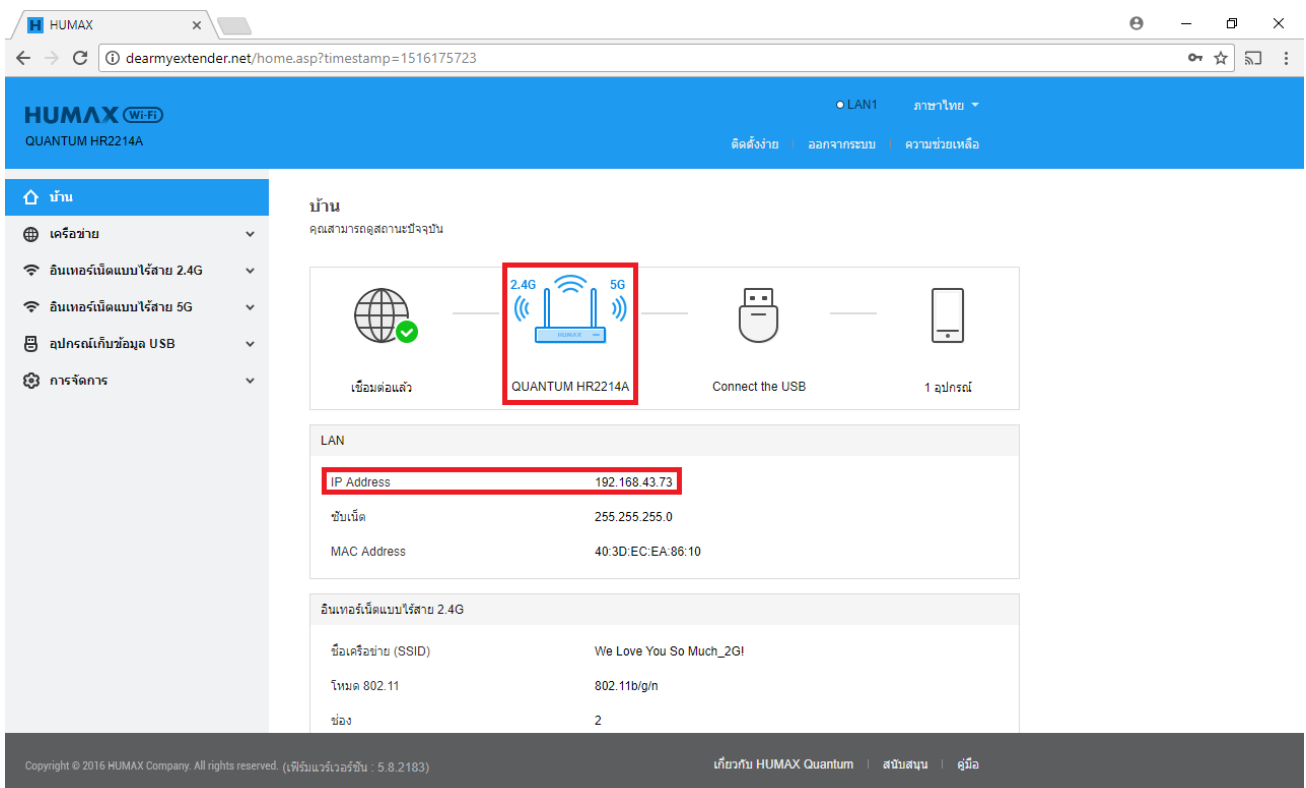 HUMAX
dearmyextender.net/home.asp?timestamp=1516175723
HUMAX Wi-Fi
QUANTUM HR2214A
LAN1 ภาษาไทย
ติดตั้งง่าย | ออกจากระบบ | ความช่วยเหลือ
บ้าน
เครือข่าย
อินเทอร์เน็ตแบบไร้สาย 2.4G
อินเทอร์เน็ตแบบไร้สาย 5G
อุปกรณ์เก็บข้อมูล USB
การจัดการ
บ้าน
คุณสามารถดูสถานะปัจจุบัน
2.4G 5G
HUMAX
เชื่อมต่อแล้ว QUANTUM HR2214A Connect the USB 1 อุปกรณ์
LAN
IP Address 192.168.43.73
ซับเน็ต 255.255.255.0
MAC Address 40:3D:EC:EA:86:10
อินเทอร์เน็ตแบบไร้สาย 2.4G
ชื่อเครือข่าย (SSID) We Love You So Much_2G!
โหมด 802.11 802.11b/g/n
ช่อง 2
Copyright © 2016 HUMAX Company. All rights reserved. (เฟิร์มแวร์เวอร์ชัน : 5.8.2183)
เกี่ยวกับ HUMAX Quantum | สนับสนุน | คู่มือ